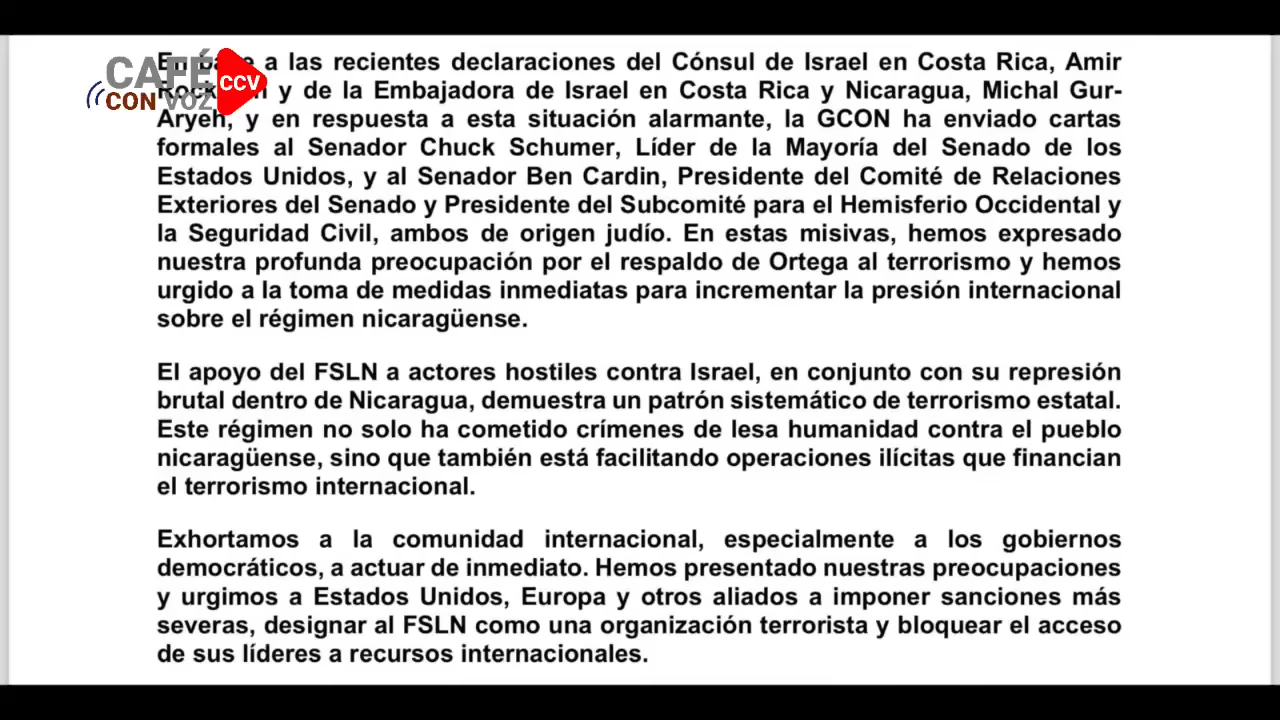 CAFÉ
CON VOZ
CCV
a las recientes declaraciones del Cónsul de Israel en Costa Rica, Amir
y de la Embajadora de Israel en Costa Rica y Nicaragua, Michal Gur-
Aryeh, y en respuesta a esta situación alarmante, la GCON ha enviado cartas
formales al Senador Chuck Schumer, Líder de la Mayoría del Senado de los
Estados Unidos, y al Senador Ben Cardin, Presidente del Comité de Relaciones
Exteriores del Senado y Presidente del Subcomité para el Hemisferio Occidental y
la Seguridad Civil, ambos de origen judío. En estas misivas, hemos expresado
nuestra profunda preocupación por el respaldo de Ortega al terrorismo y hemos
urgido a la toma de medidas inmediatas para incrementar la presión internacional
sobre el régimen nicaragüense.
El apoyo del FSLN a actores hostiles contra Israel, en conjunto con su represión
brutal dentro de Nicaragua, demuestra un patrón sistemático de terrorismo estatal.
Este régimen no solo ha cometido crímenes de lesa humanidad contra el pueblo
nicaragüense, sino que también está facilitando operaciones ilícitas que financian
el terrorismo internacional.
Exhortamos a la comunidad internacional, especialmente a los gobiernos
democráticos, a actuar de inmediato. Hemos presentado nuestras preocupaciones
y urgimos a Estados Unidos, Europa y otros aliados a imponer sanciones más
severas, designar al FSLN como una organización terrorista y bloquear el acceso
de sus líderes a recursos internacionales.